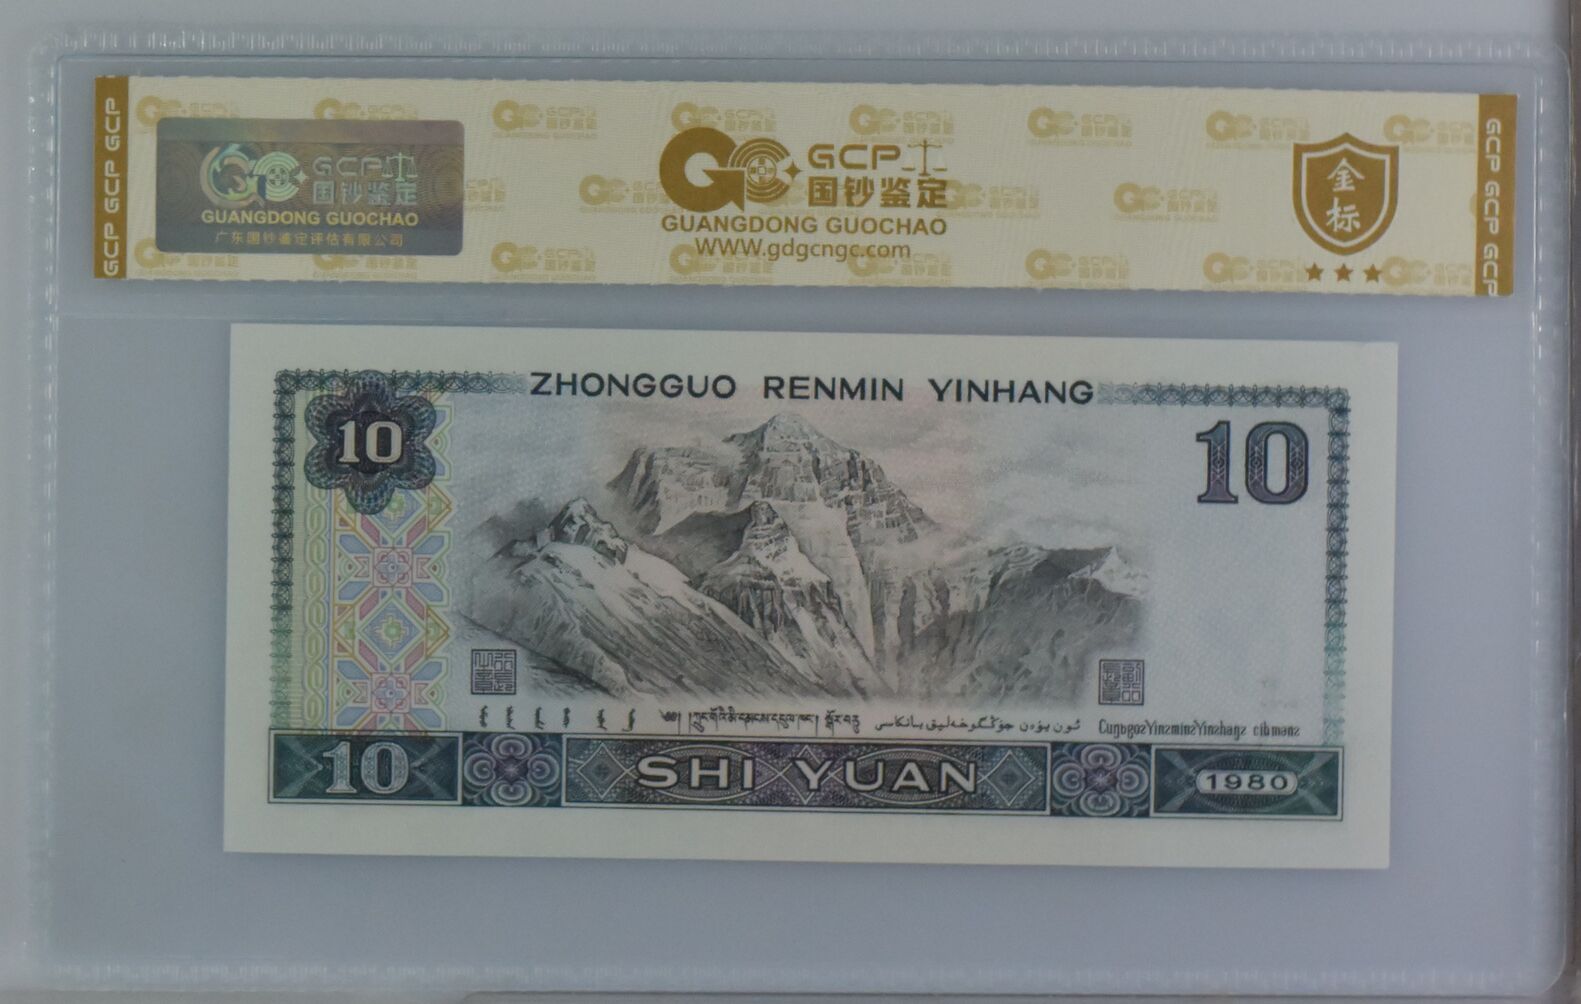 GCP GCP GCP
GCP
国钞鉴定
GUANGDONG GUOCHAO
广东国钞鉴定评估有限公司
GCP
国钞鉴定
GUANGDONG GUOCHAO
WWW.gdgcngc.com
金标
GCP GCP GCP
ZHONGGUO RENMIN YINHANG
10
10
10
SHI YUAN
1980